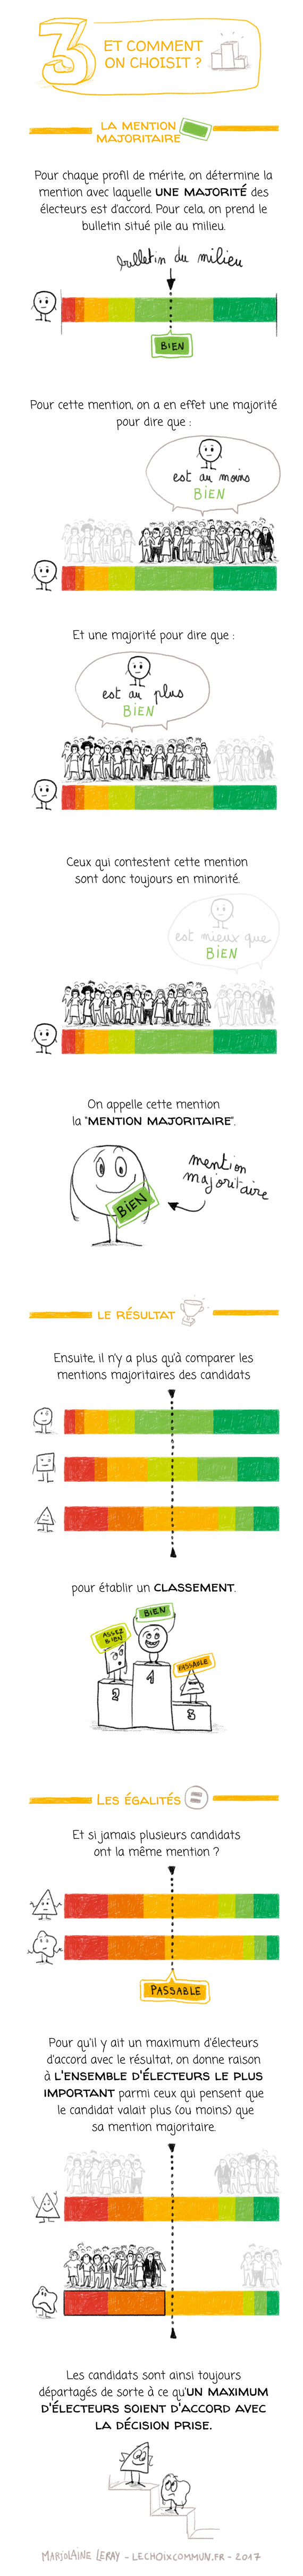 3
ET COMMENT
ON CHOISIT ?
LA MENTION
MAJORITAIRE
Pour chaque profil de mérite, on détermine la
mention avec laquelle UNE MAJORITÉ des
électeurs est d'accord. Pour cela, on prend le
bulletin situé pile au milieu.
bulletin du milieu
BIEN
Pour cette mention, on a en effet une majorité
pour dire que :
est au moins
BIEN
Et une majorité pour dire que :
est au plus
BIEN
Ceux qui contestent cette mention
sont donc toujours en minorité.
est mieux que
BIEN
On appelle cette mention
la "MENTION MAJORITAIRE".
mention
majoritaire
BIEN
LE RÉSULTAT
Ensuite, il n'y a plus qu'à comparer les
mentions majoritaires des candidats
pour établir un CLASSEMENT.
BIEN
ASSEZ
BIEN
PASSABLE
1
2
3
LES ÉGALITÉS =
Et si jamais plusieurs candidats
ont la même mention ?
PASSABLE
Pour qu'il y ait un maximum d'électeurs
d'accord avec le résultat, on donne raison
à L'ENSEMBLE D'ÉLECTEURS LE PLUS
IMPORTANT parmi ceux qui pensent que
le candidat valait plus (ou moins) que
sa mention majoritaire.
Les candidats sont ainsi toujours
départagés de sorte à ce qu'UN MAXIMUM
D'ÉLECTEURS SOIENT D'ACCORD AVEC
LA DÉCISION PRISE.
MARJOLAINE LERAY - LECHOIXCOMMUN.FR - 2017